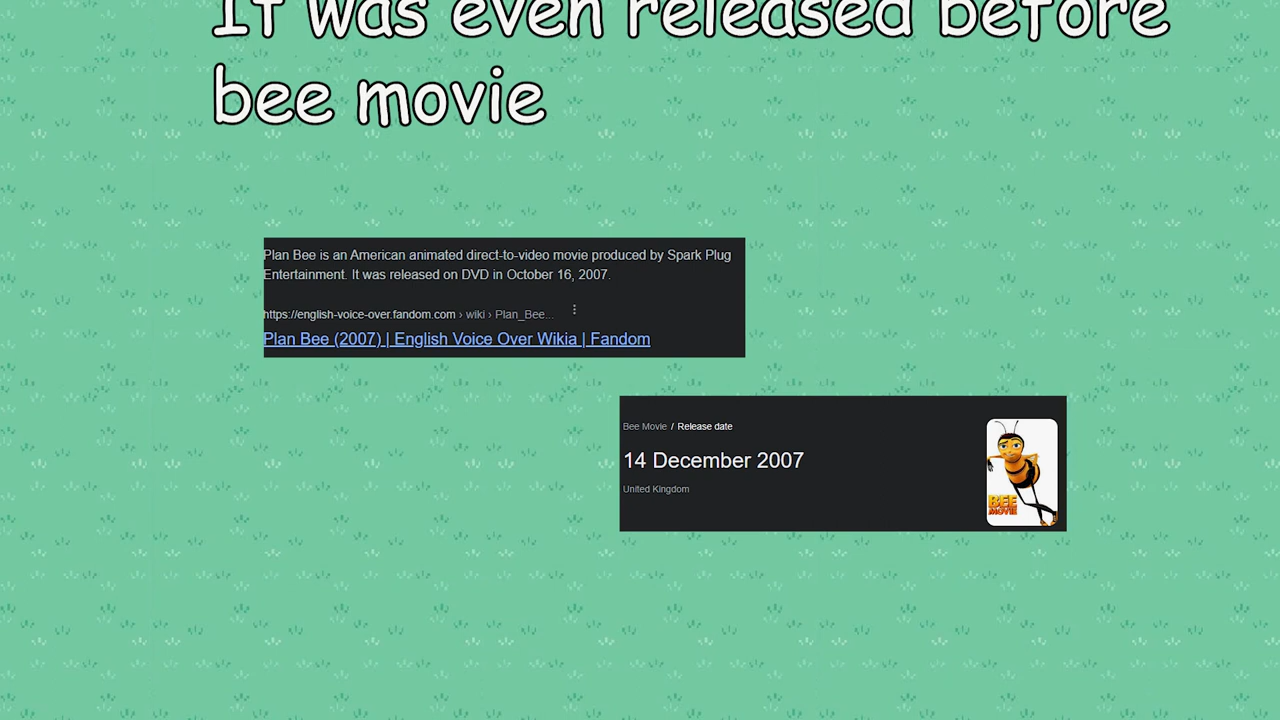 It was even released before
bee movie
Plan Bee is an American animated direct-to-video movie produced by Spark Plug
Entertainment. It was released on DVD in October 16, 2007.
https://english-voice-over.fandom.com › wiki › Plan_Bee...
Plan Bee (2007) | English Voice Over Wikia | Fandom
Bee Movie / Release date
14 December 2007
United Kingdom
BEE
MOVIE